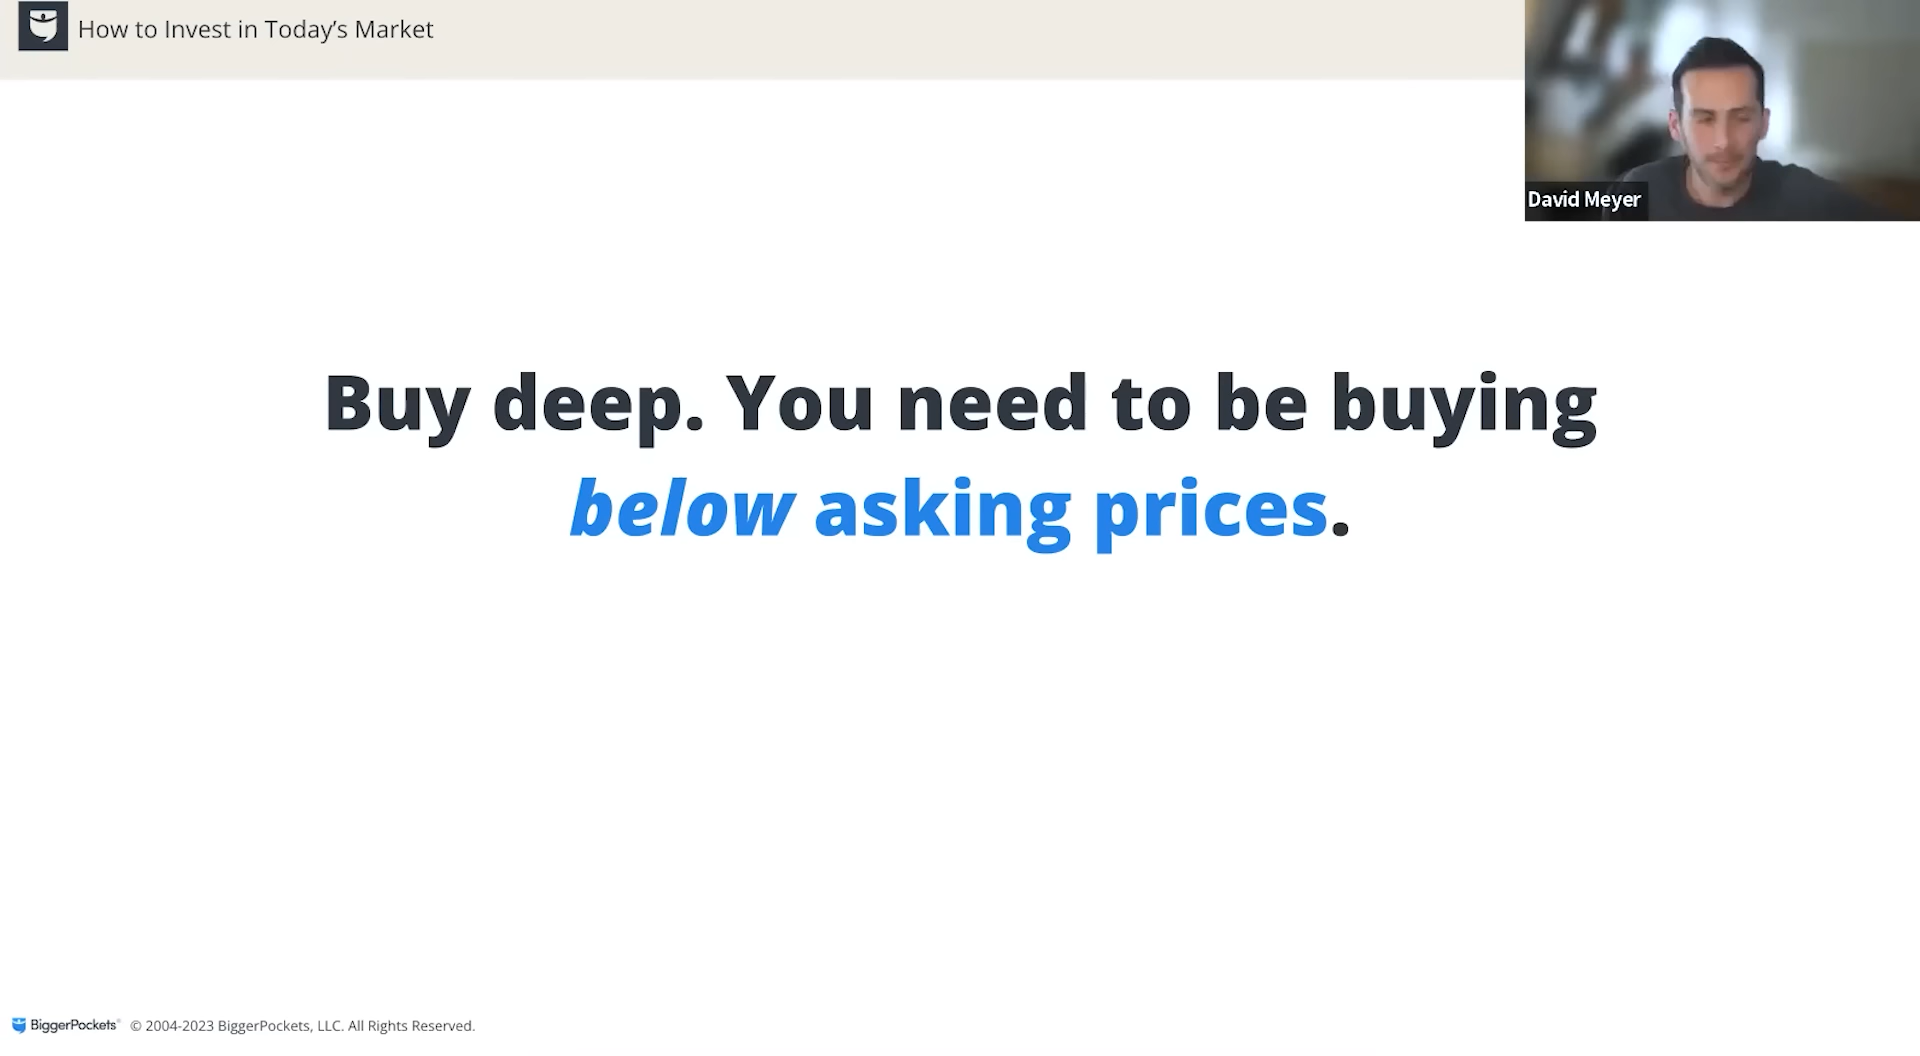 How to Invest in Today's Market
David Meyer
Buy deep. You need to be buying
below asking prices.
BiggerPockets® © 2004-2023 BiggerPockets, LLC. All Rights Reserved.